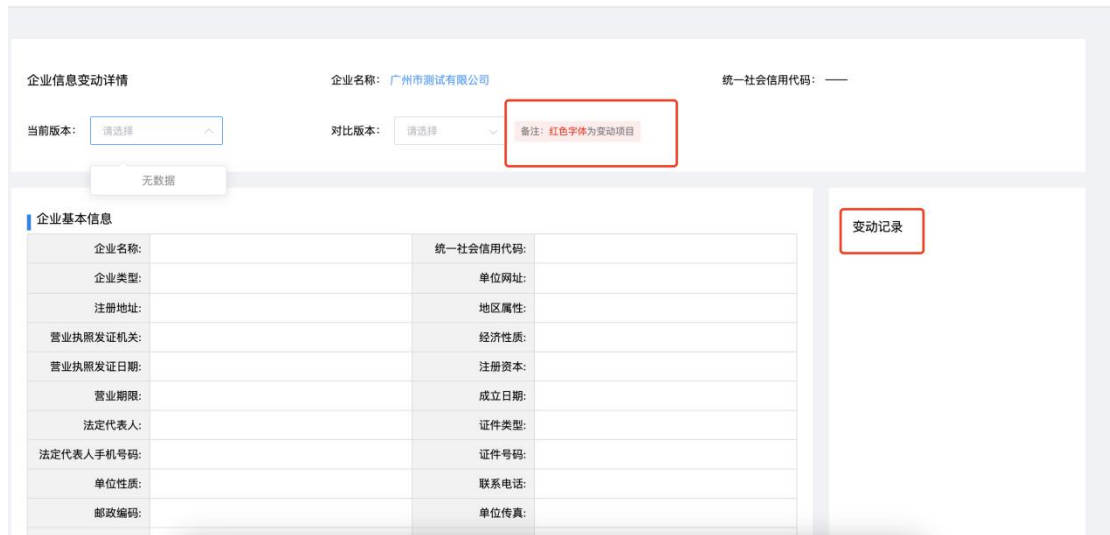 企业信息变动详情 企业名称: 广州市测试有限公司 统一社会信用代码: ——
当前版本: 请选择 对比版本: 请选择 备注: 红色字体为变动项目
无数据
企业基本信息
变动记录
企业名称: 统一社会信用代码:
企业类型: 单位网址:
注册地址: 地区属性:
营业执照发证机关: 经济性质:
营业执照发证日期: 注册资本:
营业期限: 成立日期:
法定代表人: 证件类型:
法定代表人手机号码: 证件号码:
单位性质: 联系电话:
邮政编码: 单位传真: